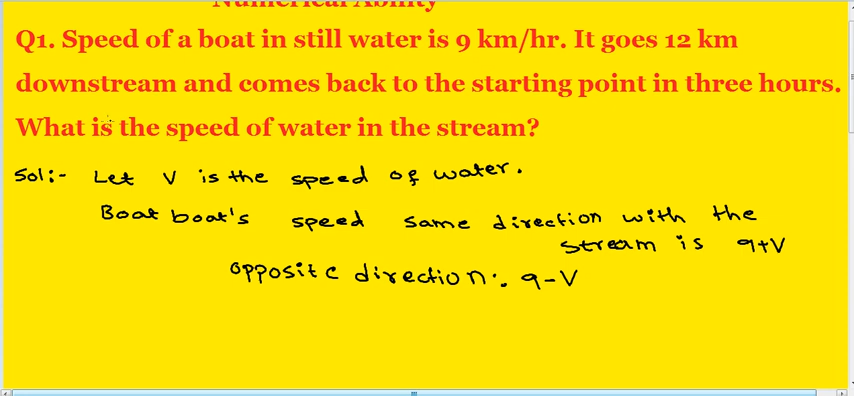 Numerical Ability
Q1. Speed of a boat in still water is 9 km/hr. It goes 12 km
downstream and comes back to the starting point in three hours.
What is the speed of water in the stream?
Sol:- Let V is the speed of water.
Boat boat's speed same direction with the
stream is 9+V
opposite direction:. 9-V